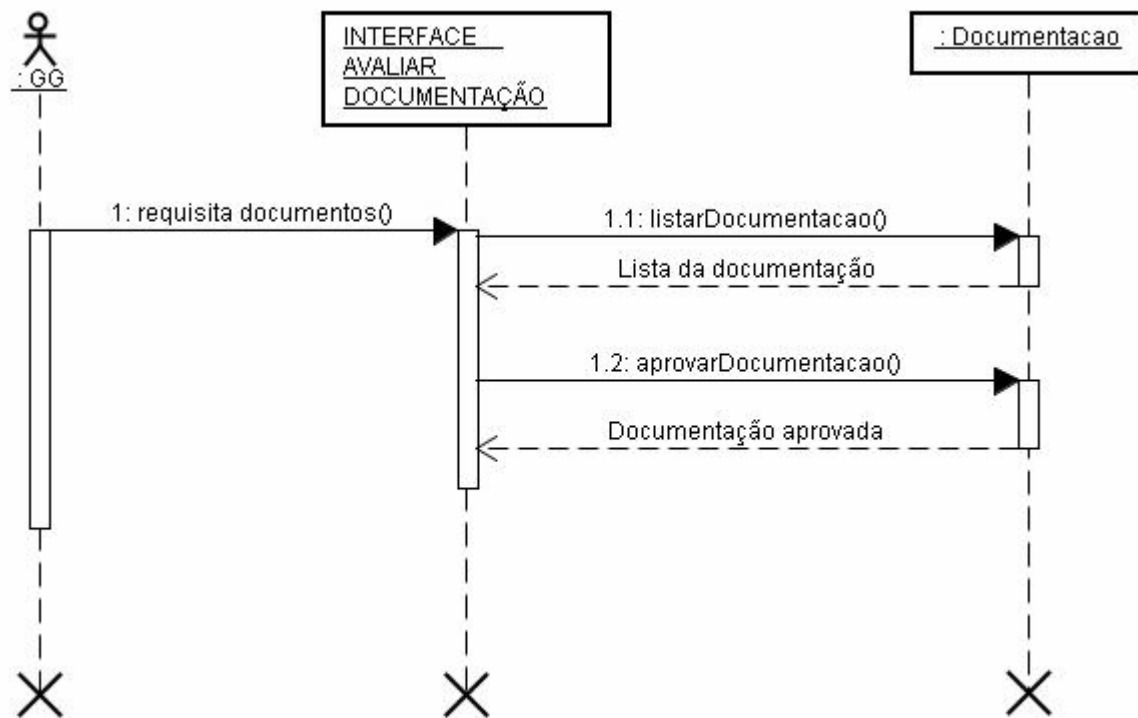 : GG
INTERFACE
AVALIAR
DOCUMENTAÇÃO
: Documentacao
1: requisita documentos()
1.1: listarDocumentacao()
Lista da documentação
1.2: aprovarDocumentacao()
Documentação aprovada